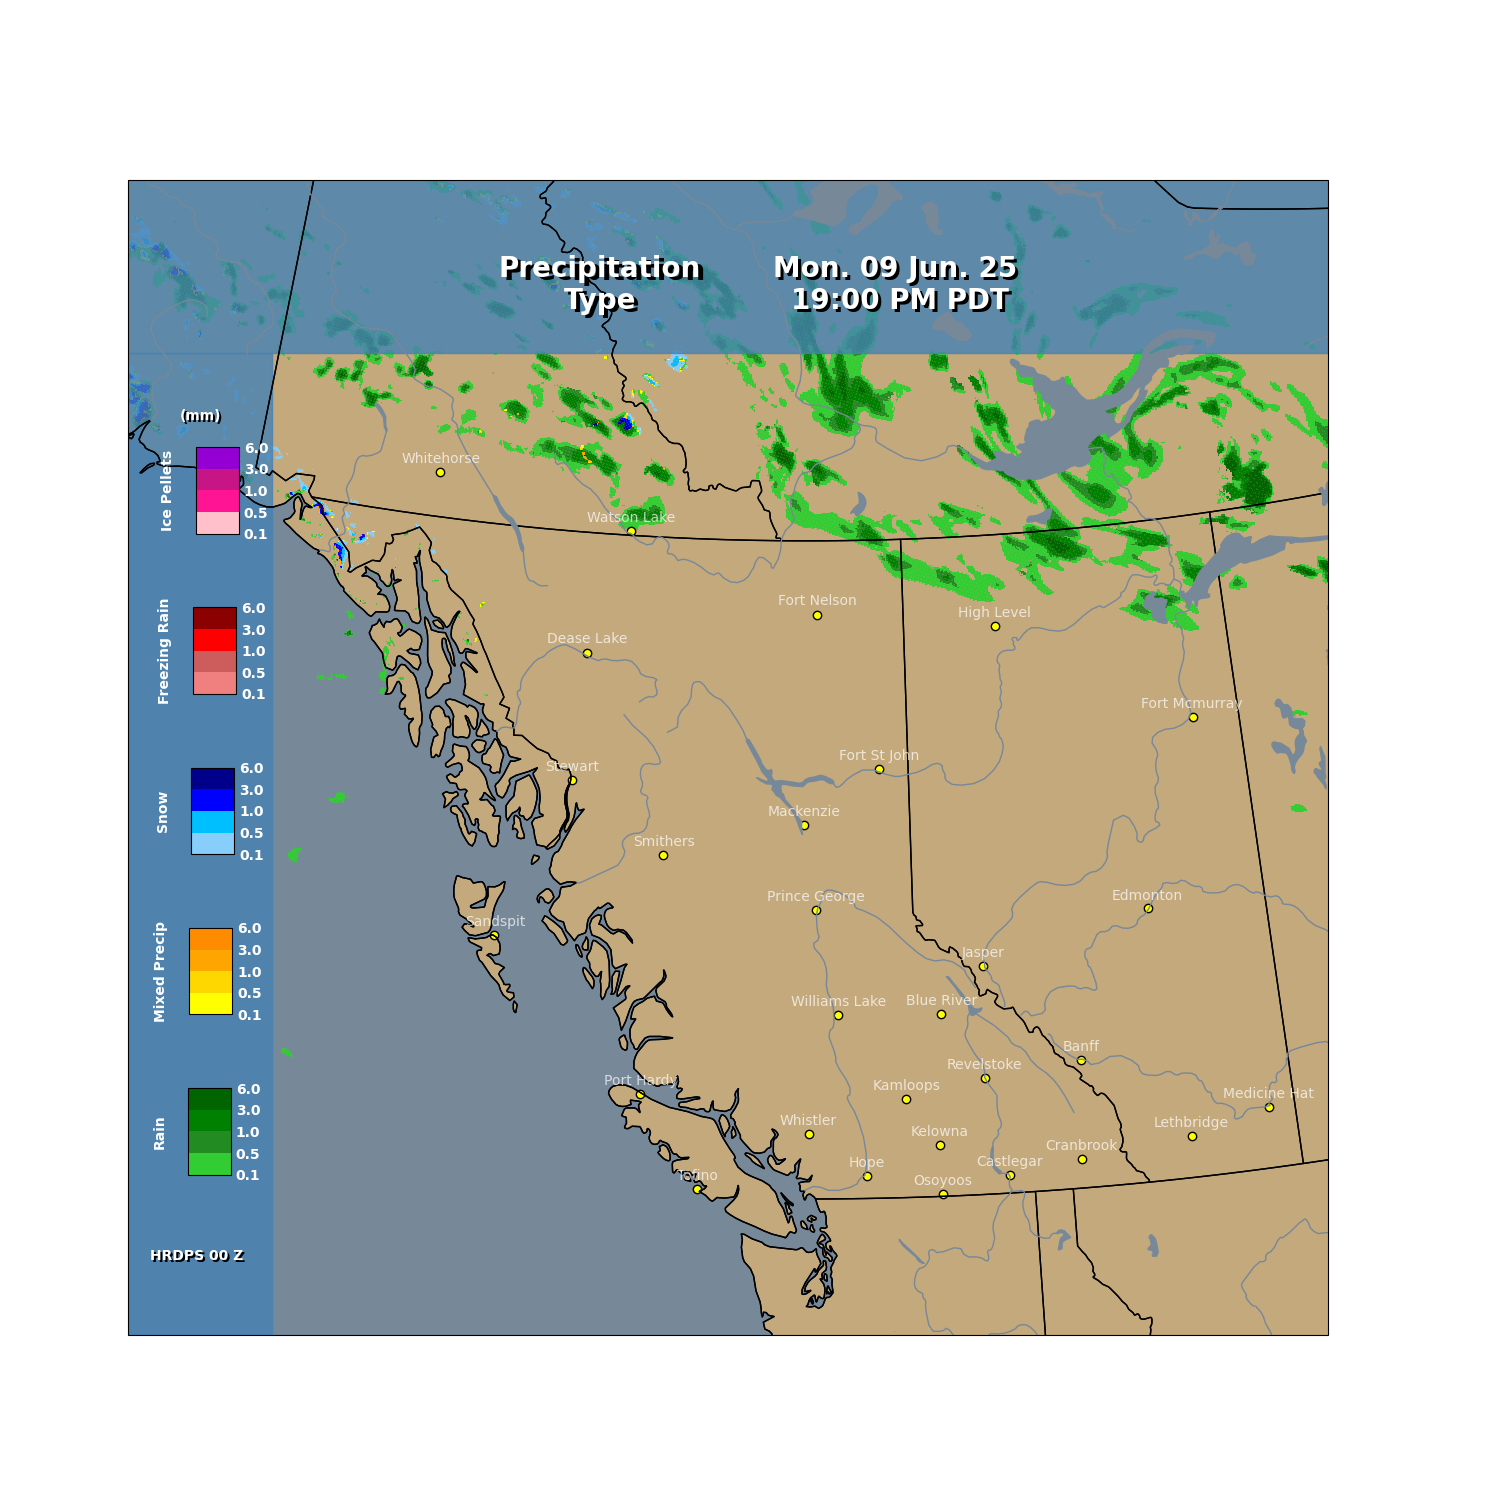 Precipitation
Type
Mon. 09 Jun. 25
19:00 PM PDT
(mm)
Ice Pellets
6.0
3.0
1.0
0.5
0.1
Freezing Rain
6.0
3.0
1.0
0.5
0.1
Snow
6.0
3.0
1.0
0.5
0.1
Mixed Precip
6.0
3.0
1.0
0.5
0.1
Rain
6.0
3.0
1.0
0.5
0.1
HRDPS 00 Z
Whitehorse
Watson Lake
Fort Nelson
High Level
Dease Lake
Fort Mcmurray
Fort St John
Stewart
Mackenzie
Smithers
Prince George
Edmonton
Sandspit
Jasper
Williams Lake
Blue River
Banff
Revelstoke
Port Hardy
Kamloops
Medicine Hat
Whistler
Lethbridge
Kelowna
Cranbrook
Hope
Castlegar
Tofino
Osoyoos